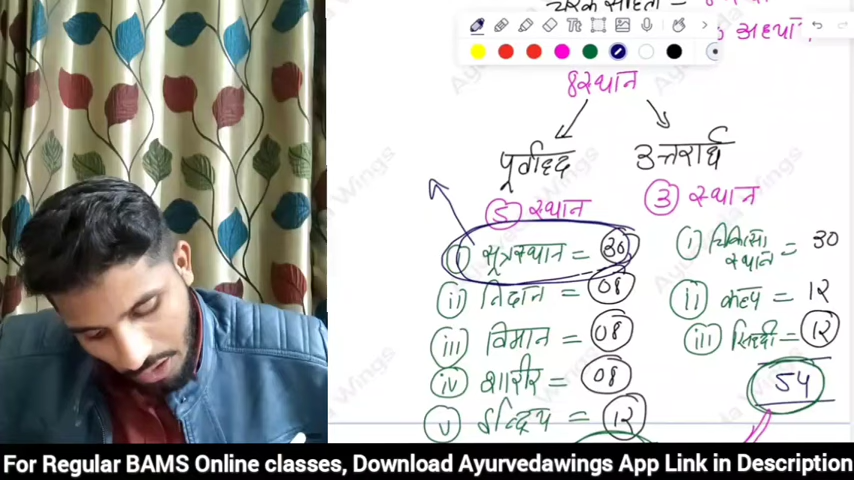 चरक संहिता =
अध्या.
8 स्थान
पूर्वाद्द उत्तरार्ध
5 स्थान 3 स्थान
i सूत्रस्थान = 30 i चिकित्सा स्थान = 30
ii निदान = 08 ii कल्प = 12
iii विमान = 08 iii सिद्दी = 12
iv शारीर = 08 54
v इन्द्रिय = 12
For Regular BAMS Online classes, Download Ayurvedawings App Link in Description